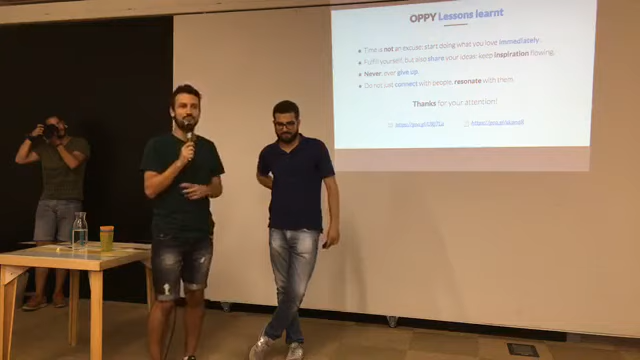 OPPY Lessons learnt
Time is not an excuse: start doing what you love immediately.
Fulfil yourself, but also share your ideas: keep inspiration flowing.
Never, ever give up.
Do not just connect with people, resonate with them.
Thanks for your attention!